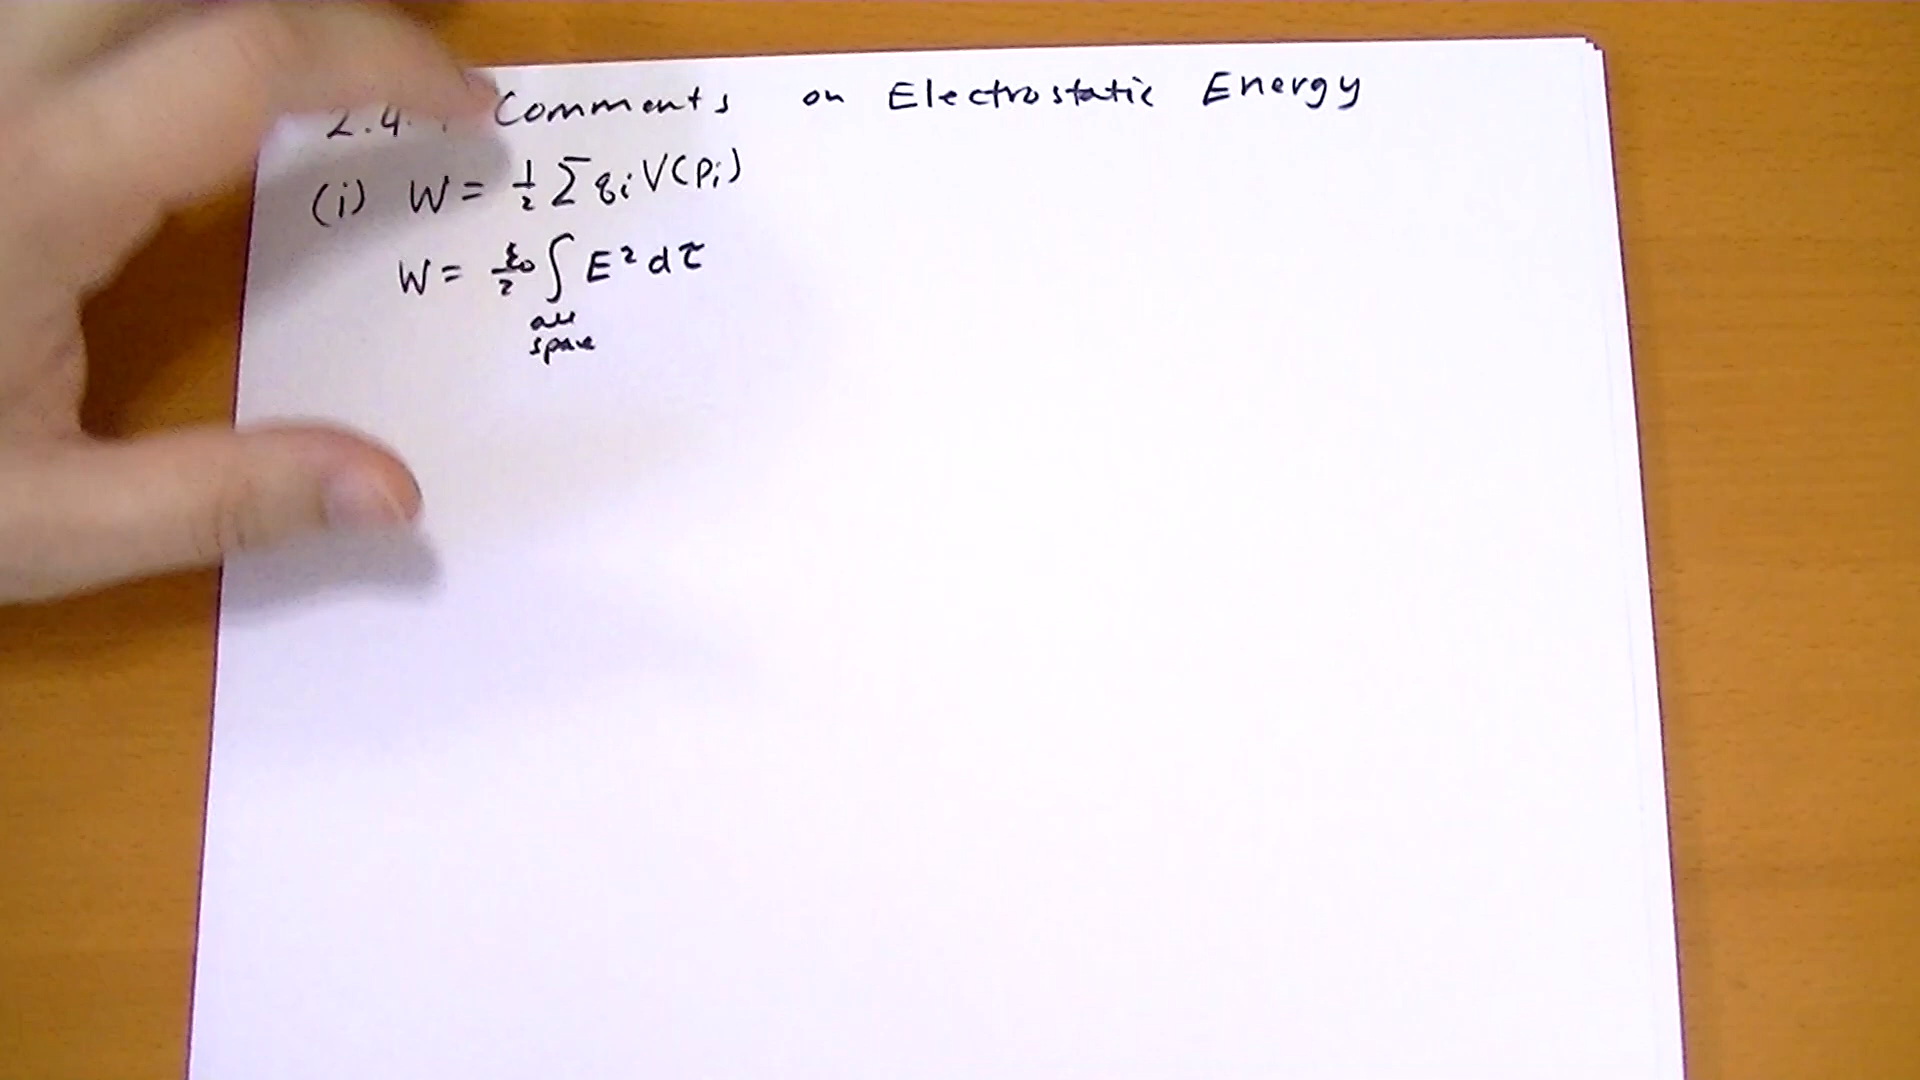 2.4. Comments on Electrostatic Energy
(i) W = 1/2 Σ qi V(Pi)
W = ε0/2 ∫ E² dτ
all
space